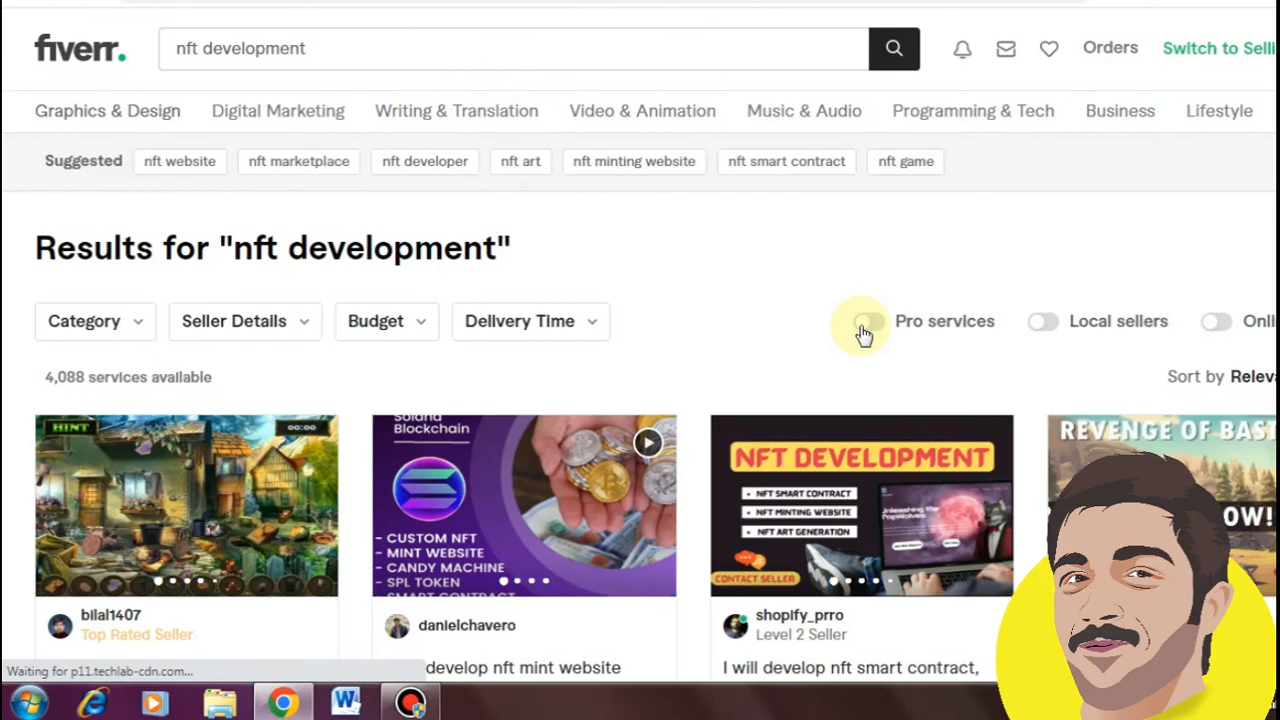 fiverr.
nft development
Orders
Switch to Selli
Graphics & Design Digital Marketing Writing & Translation Video & Animation Music & Audio Programming & Tech Business Lifestyle
Suggested nft website nft marketplace nft developer nft art nft minting website nft smart contract nft game
Results for "nft development"
Category Seller Details Budget Delivery Time Pro services Local sellers Onli
4,088 services available
Sort by Releva
HINT 00:00
Solana
Blockchain
- CUSTOM NFT
- MINT WEBSITE
- CANDY MACHINE
- SPL TOKEN
- SMART CONTRACT
NFT DEVELOPMENT
NFT SMART CONTRACT
NFT MINTING WEBSITE
NFT ART GENERATION
CONTACT SELLER
REVENGE OF BAST
OW!
bilal1407
Top Rated Seller
danielchavero
shopify_prro
Level 2 Seller
develop nft mint website
I will develop nft smart contract,
Waiting for p11.techlab-cdn.com...